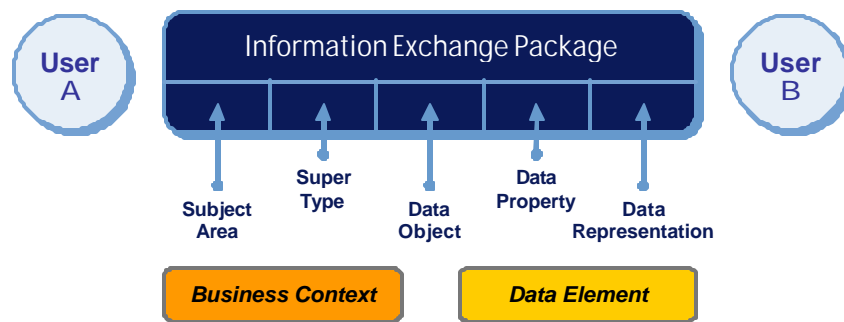 User
A
Information Exchange Package
User
B
Subject
Area
Super
Type
Data
Object
Data
Property
Data
Representation
Business Context
Data Element